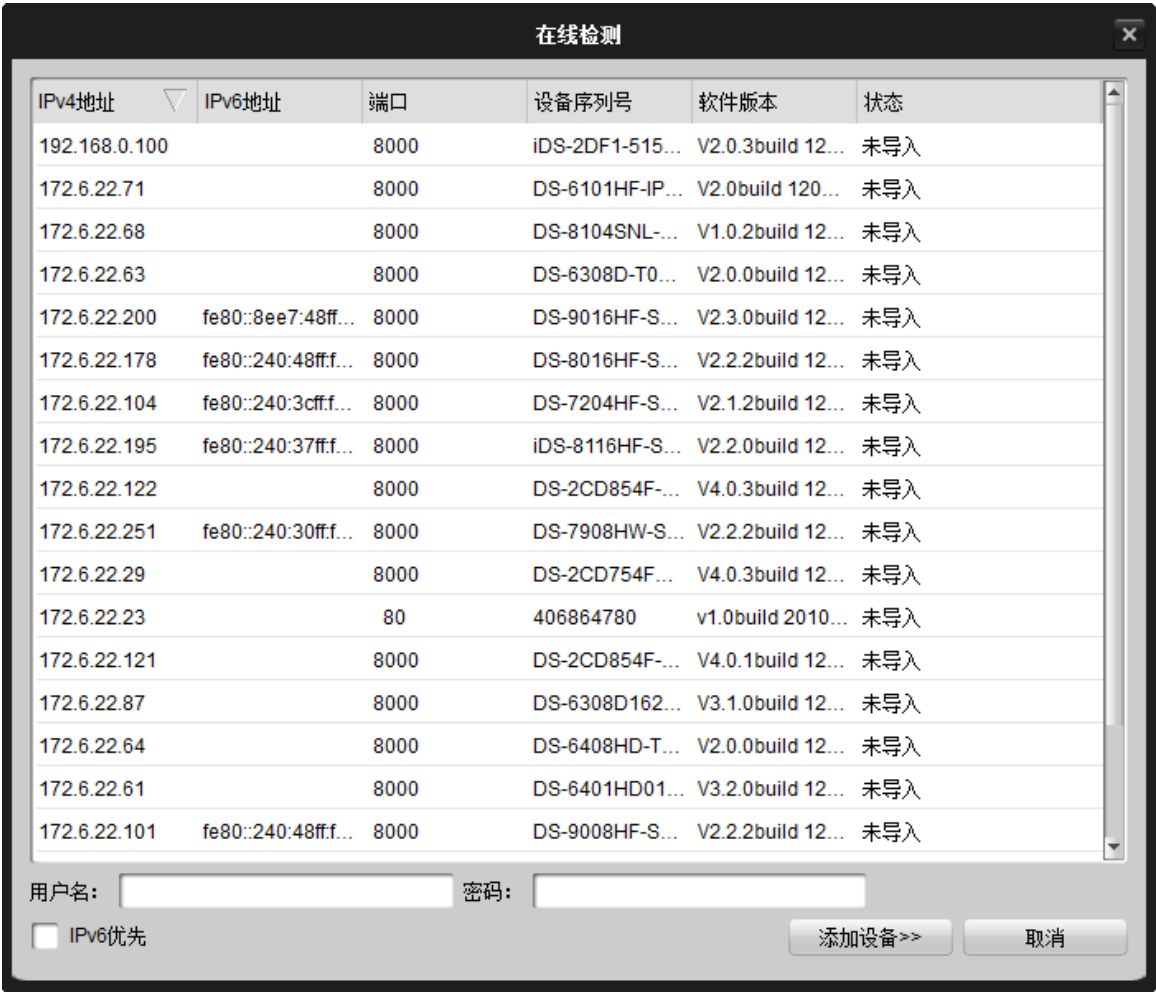 在线检测
IPv4地址 IPv6地址 端口 设备序列号 软件版本 状态
192.168.0.100 8000 iDS-2DF1-515... V2.0.3build 12... 未导入
172.6.22.71 8000 DS-6101HF-IP... V2.0build 120... 未导入
172.6.22.68 8000 DS-8104SNL-... V1.0.2build 12... 未导入
172.6.22.63 8000 DS-6308D-T0... V2.0.0build 12... 未导入
172.6.22.200 fe80::8ee7:48ff... 8000 DS-9016HF-S... V2.3.0build 12... 未导入
172.6.22.178 fe80::240:48ff:f... 8000 DS-8016HF-S... V2.2.2build 12... 未导入
172.6.22.104 fe80::240:3cff:f... 8000 DS-7204HF-S... V2.1.2build 12... 未导入
172.6.22.195 fe80::240:37ff:f... 8000 iDS-8116HF-S... V2.2.0build 12... 未导入
172.6.22.122 8000 DS-2CD854F-... V4.0.3build 12... 未导入
172.6.22.251 fe80::240:30ff:f... 8000 DS-7908HW-S... V2.2.2build 12... 未导入
172.6.22.29 8000 DS-2CD754F... V4.0.3build 12... 未导入
172.6.22.23 80 406864780 v1.0build 2010... 未导入
172.6.22.121 8000 DS-2CD854F-... V4.0.1build 12... 未导入
172.6.22.87 8000 DS-6308D162... V3.1.0build 12... 未导入
172.6.22.64 8000 DS-6408HD-T... V2.0.0build 12... 未导入
172.6.22.61 8000 DS-6401HD01... V3.2.0build 12... 未导入
172.6.22.101 fe80::240:48ff:f... 8000 DS-9008HF-S... V2.2.2build 12... 未导入
用户名: 密码:
IPv6优先 添加设备>> 取消